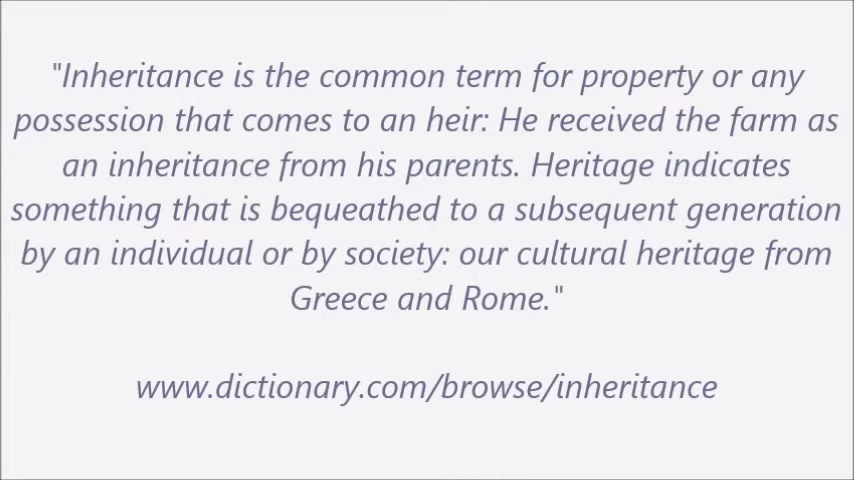 "Inheritance is the common term for property or any
possession that comes to an heir: He received the farm as
an inheritance from his parents. Heritage indicates
something that is bequeathed to a subsequent generation
by an individual or by society: our cultural heritage from
Greece and Rome."
www.dictionary.com/browse/inheritance